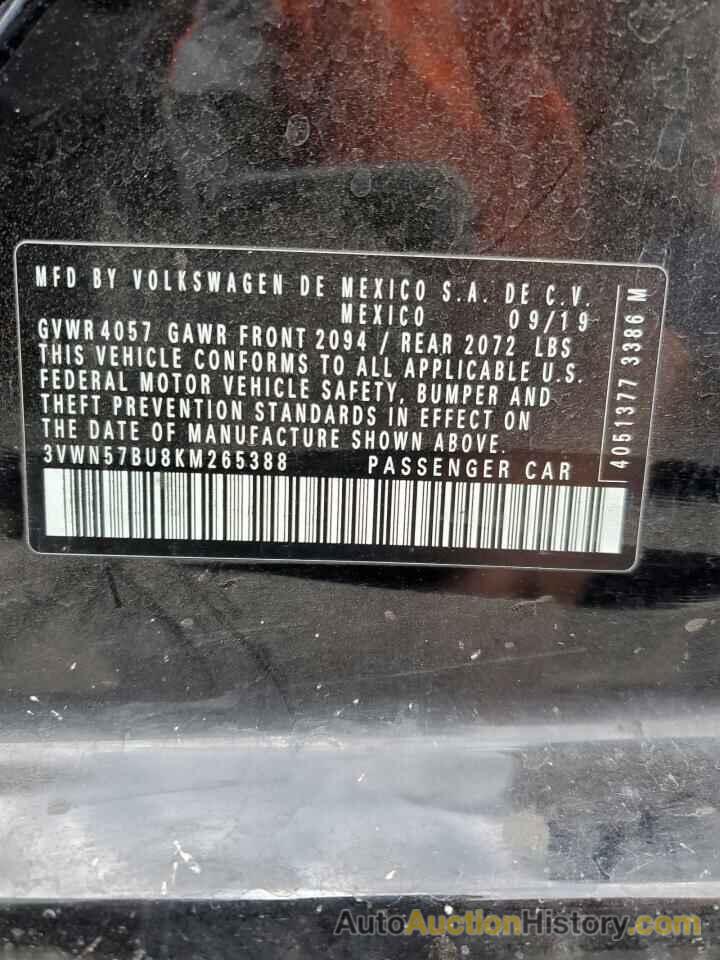 MFD BY VOLKSWAGEN DE MEXICO S.A. DE C.V.
MEXICO 09/19
GVWR4057 GAWR FRONT 2094 / REAR 2072 LBS
THIS VEHICLE CONFORMS TO ALL APPLICABLE U.S.
FEDERAL MOTOR VEHICLE SAFETY, BUMPER AND
THEFT PREVENTION STANDARDS IN EFFECT ON
THE DATE OF MANUFACTURE SHOWN ABOVE.
3VWN57BU8KM265388 PASSENGER CAR
4051377 3386 M
AutoAuctionHistory.com